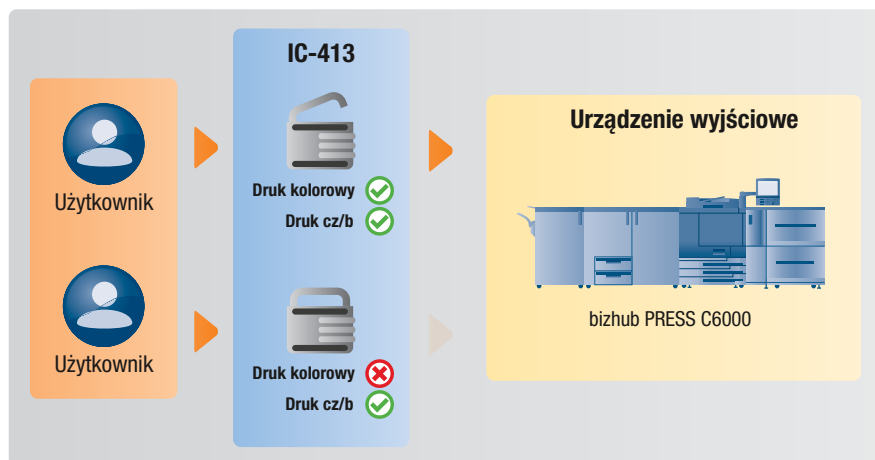 IC-413
Użytkownik
Druk kolorowy
Druk cz/b
Użytkownik
Druk kolorowy
Druk cz/b
Urządzenie wyjściowe
bizhub PRESS C6000